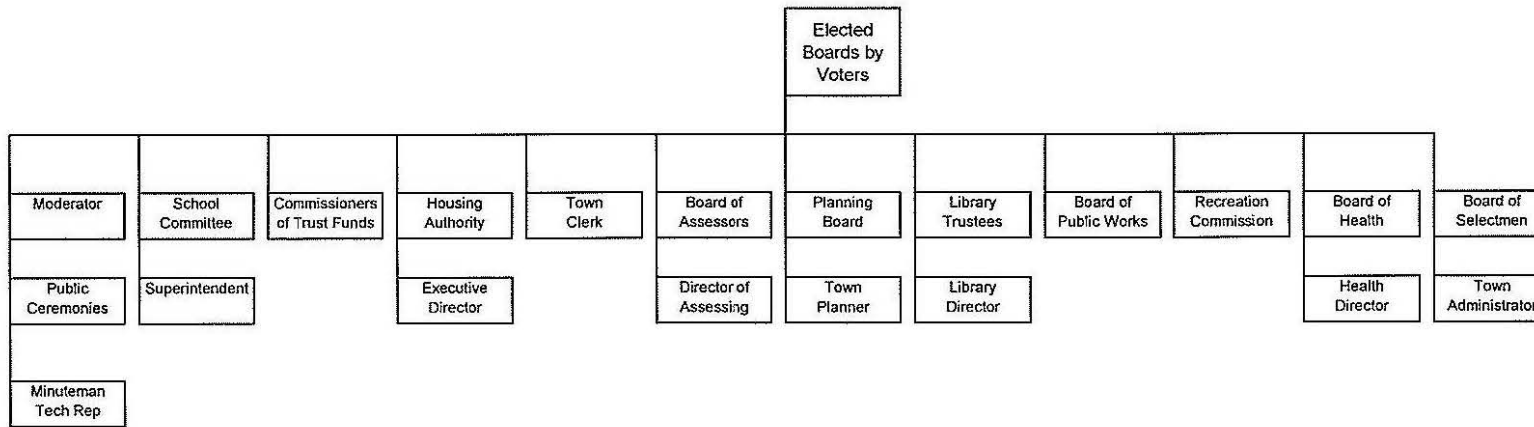 Elected
Boards by
Voters
Moderator
School
Committee
Commissioners
of Trust Funds
Housing
Authority
Town
Clerk
Board of
Assessors
Planning
Board
Library
Trustees
Board of
Public Works
Recreation
Commission
Board of
Health
Board of
Selectmen
Public
Ceremonies
Superintendent
Executive
Director
Director of
Assessing
Town
Planner
Library
Director
Health
Director
Town
Administrator
Minuteman
Tech Rep